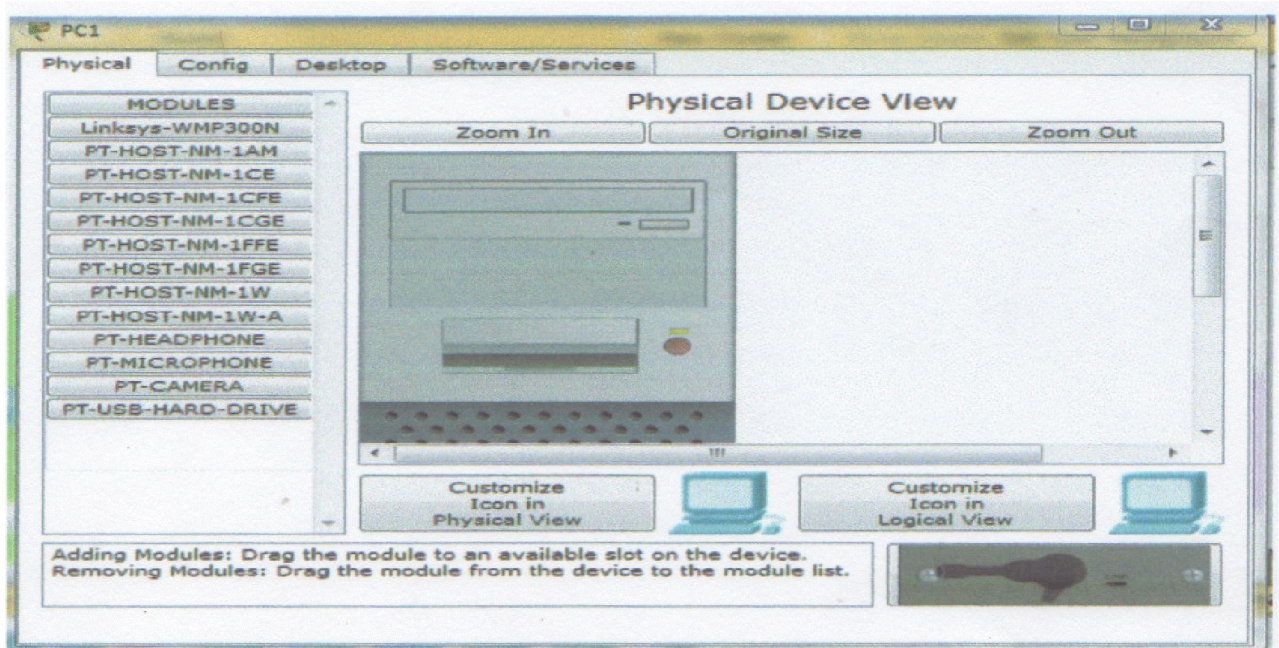 PC1
Physical
Config
Desktop
Software/Services
MODULES
Linksys-WMP300N
PT-HOST-NM-1AM
PT-HOST-NM-1CE
PT-HOST-NM-1CFE
PT-HOST-NM-1CGE
PT-HOST-NM-1FFE
PT-HOST-NM-1FGE
PT-HOST-NM-1W
PT-HOST-NM-1W-A
PT-HEADPHONE
PT-MICROPHONE
PT-CAMERA
PT-USB-HARD-DRIVE
Physical Device View
Zoom In
Original Size
Zoom Out
Customize
Icon in
Physical View
Customize
Icon in
Logical View
Adding Modules: Drag the module to an available slot on the device.
Removing Modules: Drag the module from the device to the module list.